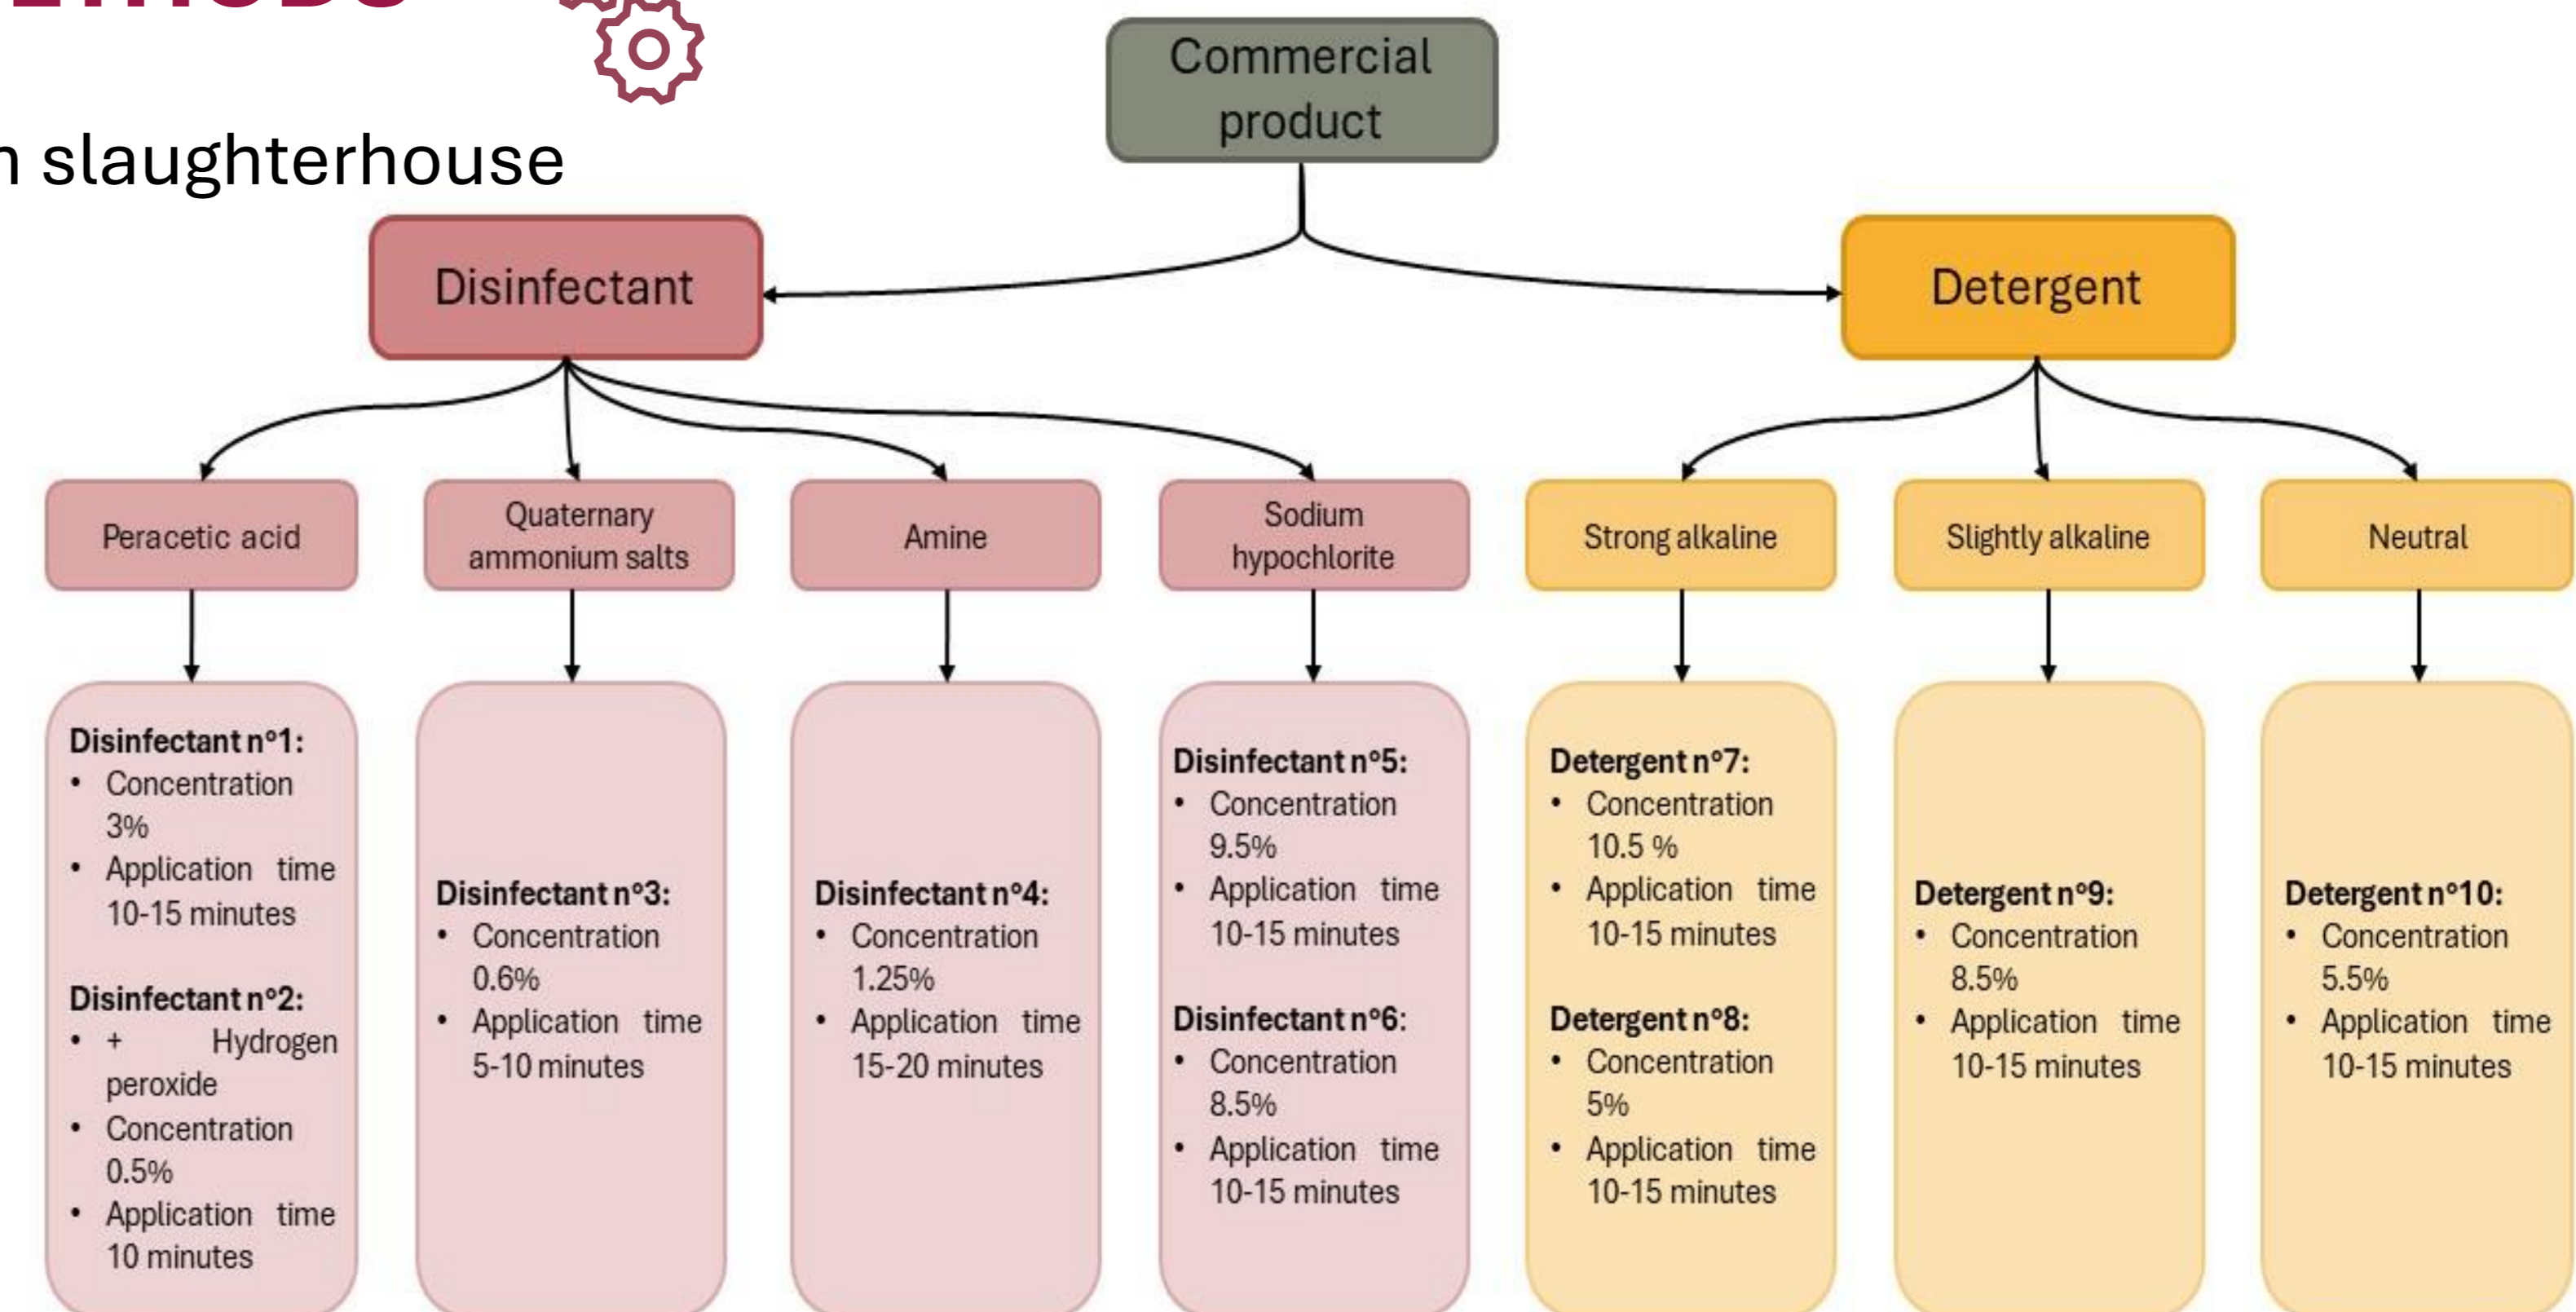 n slaughterhouse
Commercial
product
Disinfectant
Detergent
Peracetic acid
Quaternary
ammonium salts
Amine
Sodium
hypochlorite
Strong alkaline
Slightly alkaline
Neutral
Disinfectant n°1:
• Concentration
3%
• Application time
10-15 minutes
Disinfectant n°2:
• + Hydrogen
peroxide
• Concentration
0.5%
• Application time
10 minutes
Disinfectant n°3:
• Concentration
0.6%
• Application time
5-10 minutes
Disinfectant n°4:
• Concentration
1.25%
• Application time
15-20 minutes
Disinfectant n°5:
• Concentration
9.5%
• Application time
10-15 minutes
Disinfectant n°6:
• Concentration
8.5%
• Application time
10-15 minutes
Detergent n°7:
• Concentration
10.5 %
• Application time
10-15 minutes
Detergent n°8:
• Concentration
5%
• Application time
10-15 minutes
Detergent n°9:
• Concentration
8.5%
• Application time
10-15 minutes
Detergent n°10:
• Concentration
5.5%
• Application time
10-15 minutes